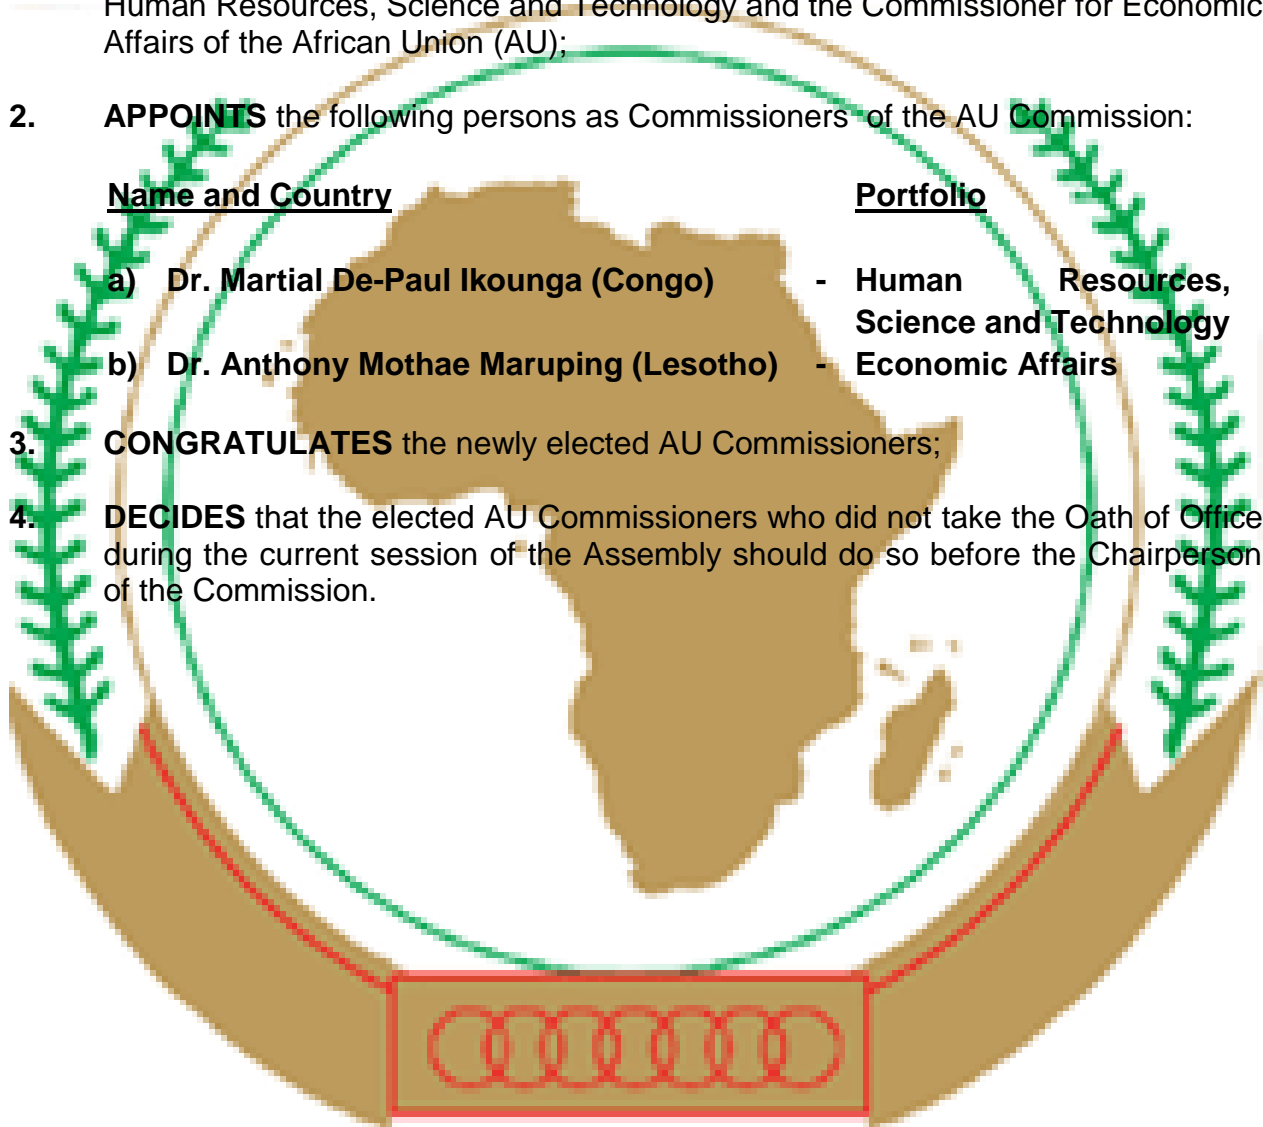 Human Resources, Science and Technology and the Commissioner for Economic
Affairs of the African Union (AU);
2. APPOINTS the following persons as Commissioners of the AU Commission:
Name and Country Portfolio
a) Dr. Martial De-Paul Ikounga (Congo) - Human Resources,
Science and Technology
b) Dr. Anthony Mothae Maruping (Lesotho) - Economic Affairs
3. CONGRATULATES the newly elected AU Commissioners;
4. DECIDES that the elected AU Commissioners who did not take the Oath of Office
during the current session of the Assembly should do so before the Chairperson
of the Commission.